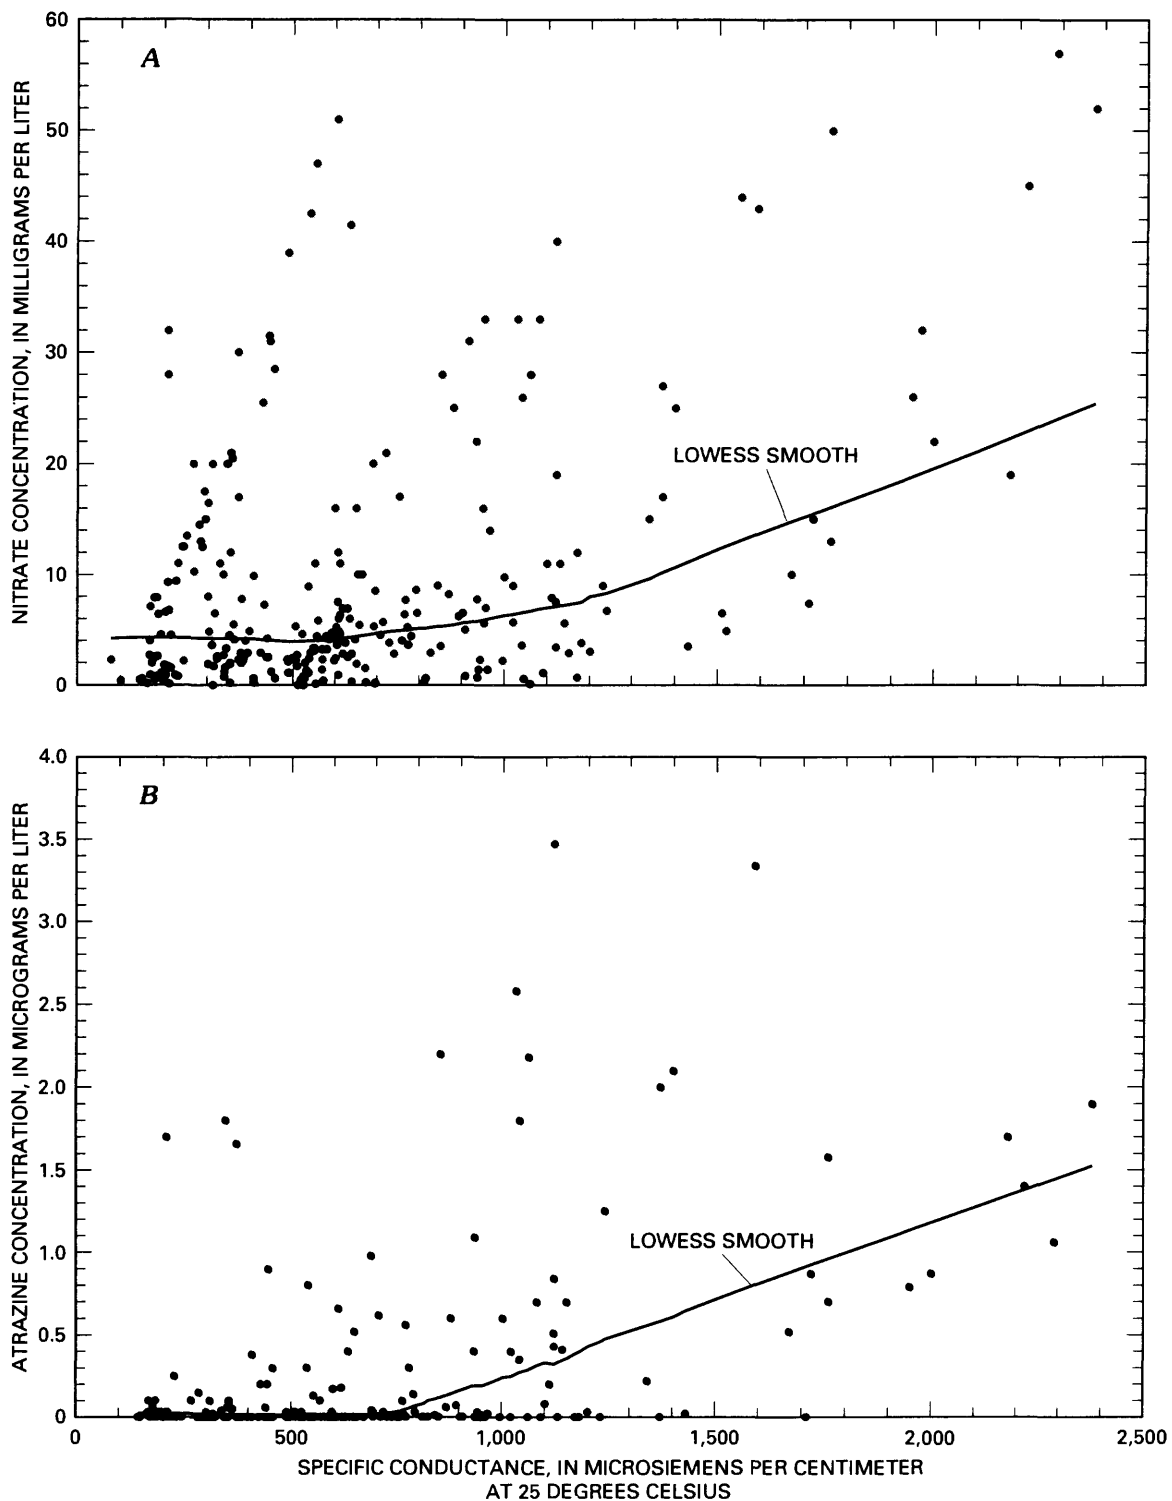 A
NITRATE CONCENTRATION, IN MILLIGRAMS PER LITER
60
50
40
30
20
10
0
LOWESS SMOOTH
B
ATRAZINE CONCENTRATION, IN MICROGRAMS PER LITER
4.0
3.5
3.0
2.5
2.0
1.5
1.0
0.5
0
LOWESS SMOOTH
0 500 1,000 1,500 2,000 2,500
SPECIFIC CONDUCTANCE, IN MICROSIEMENS PER CENTIMETER
AT 25 DEGREES CELSIUS